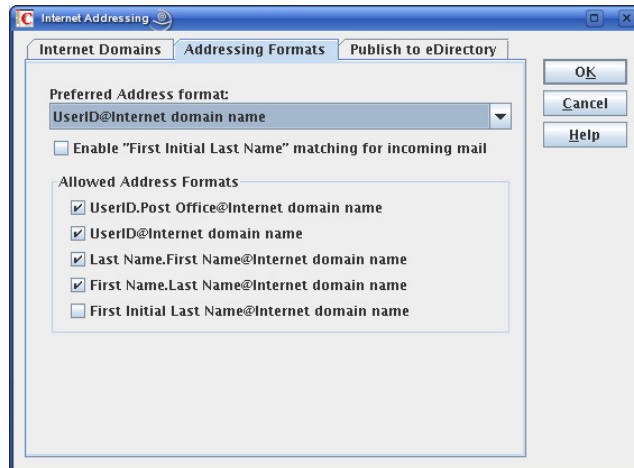 Internet Addressing
Internet Domains
Addressing Formats
Publish to eDirectory
Preferred Address format:
UserID@Internet domain name
Enable "First Initial Last Name" matching for incoming mail
Allowed Address Formats
UserID.Post Office@Internet domain name
UserID@Internet domain name
Last Name.First Name@Internet domain name
First Name.Last Name@Internet domain name
First Initial Last Name@Internet domain name
OK
Cancel
Help